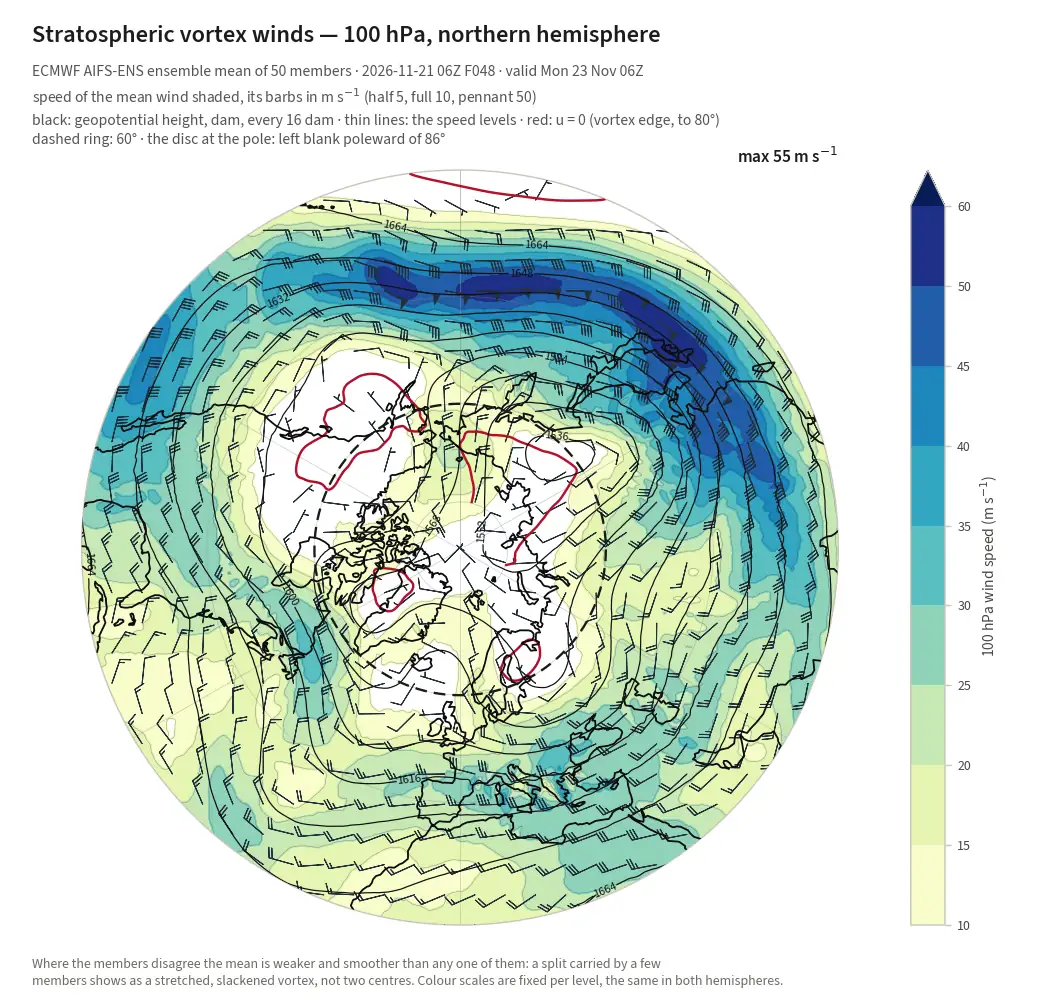 Stratospheric vortex winds — 100 hPa, northern hemisphere
ECMWF AIFS-ENS ensemble mean of 50 members · 2026-11-21 06Z F048 · valid Mon 23 Nov 06Z
speed of the mean wind shaded, its barbs in m s⁻¹ (half 5, full 10, pennant 50)
black: geopotential height, dam, every 16 dam · thin lines: the speed levels · red: u = 0 (vortex edge, to 80°)
dashed ring: 60° · the disc at the pole: left blank poleward of 86°
max 55 m s⁻¹
1664
1664
1648
1632
1636
1616
1664
1664
60
50
45
40
35
30
25
20
15
10
100 hPa wind speed (m s⁻¹)
Where the members disagree the mean is weaker and smoother than any one of them: a split carried by a few
members shows as a stretched, slackened vortex, not two centres. Colour scales are fixed per level, the same in both hemispheres.